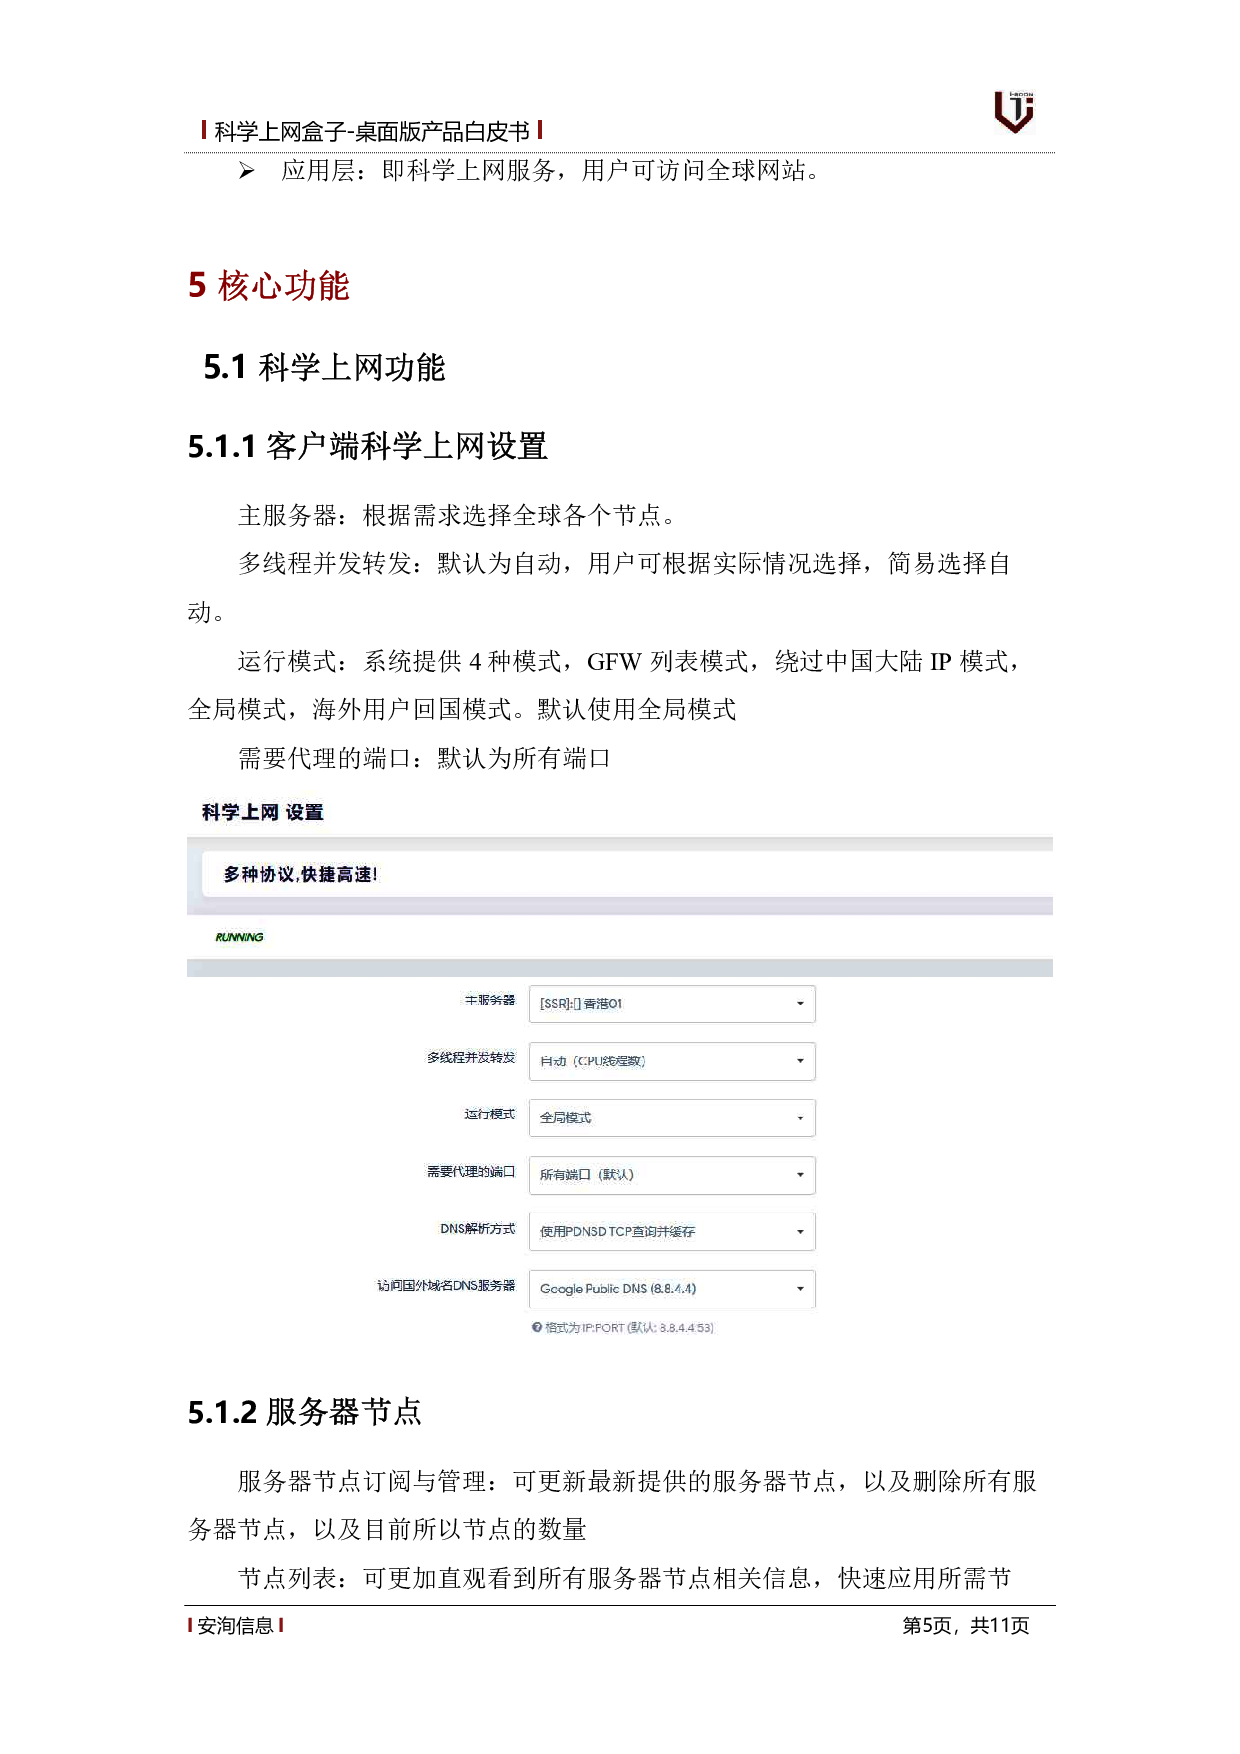 I-SOON
科学上网盒子-桌面版产品白皮书
➢ 应用层：即科学上网服务，用户可访问全球网站。
5 核心功能
5.1 科学上网功能
5.1.1 客户端科学上网设置
主服务器：根据需求选择全球各个节点。
多线程并发转发：默认为自动，用户可根据实际情况选择，简易选择自
动。
运行模式：系统提供 4 种模式，GFW 列表模式，绕过中国大陆 IP 模式，
全局模式，海外用户回国模式。默认使用全局模式
需要代理的端口：默认为所有端口
科学上网 设置
多种协议,快捷高速!
RUNNING
主服务器 [SSR]:[] 香港01
多线程并发转发 自动（CPU线程数）
运行模式 全局模式
需要代理的端口 所有端口（默认）
DNS解析方式 使用PDNSD TCP查询并缓存
访问国外域名DNS服务器 Google Public DNS (8.8.4.4)
格式为 IP:PORT (默认: 8.8.4.4:53)
5.1.2 服务器节点
服务器节点订阅与管理：可更新最新提供的服务器节点，以及删除所有服
务器节点，以及目前所以节点的数量
节点列表：可更加直观看到所有服务器节点相关信息，快速应用所需节
安洵信息
第5页，共11页